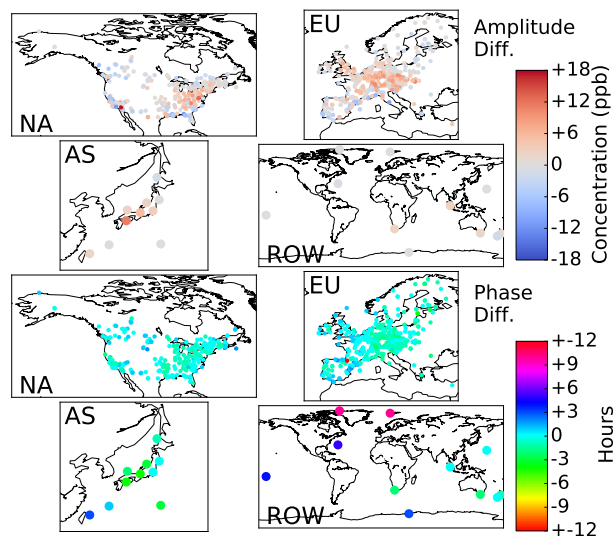 NA
EU
Amplitude
Diff.
+18
+12
+6
0
-6
-12
-18
Concentration (ppb)
AS
ROW
NA
EU
Phase
Diff.
+-12
+9
+6
+3
0
-3
-6
-9
+-12
Hours
AS
ROW